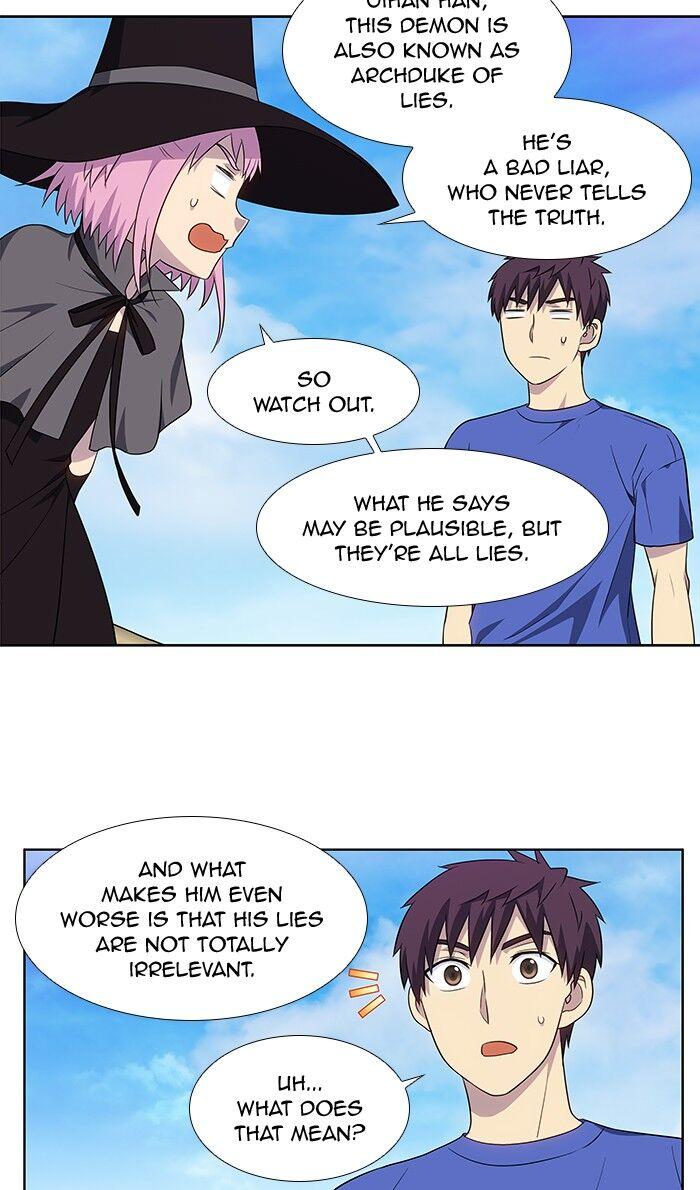 THIS DEMON IS
ALSO KNOWN AS
ARCHDUKE OF
LIES.
HE'S
A BAD LIAR,
WHO NEVER TELLS
THE TRUTH.
SO
WATCH OUT.
WHAT HE SAYS
MAY BE PLAUSIBLE, BUT
THEY'RE ALL LIES.
AND WHAT
MAKES HIM EVEN
WORSE IS THAT HIS LIES
ARE NOT TOTALLY
IRRELEVANT.
UH...
WHAT DOES
THAT MEAN?